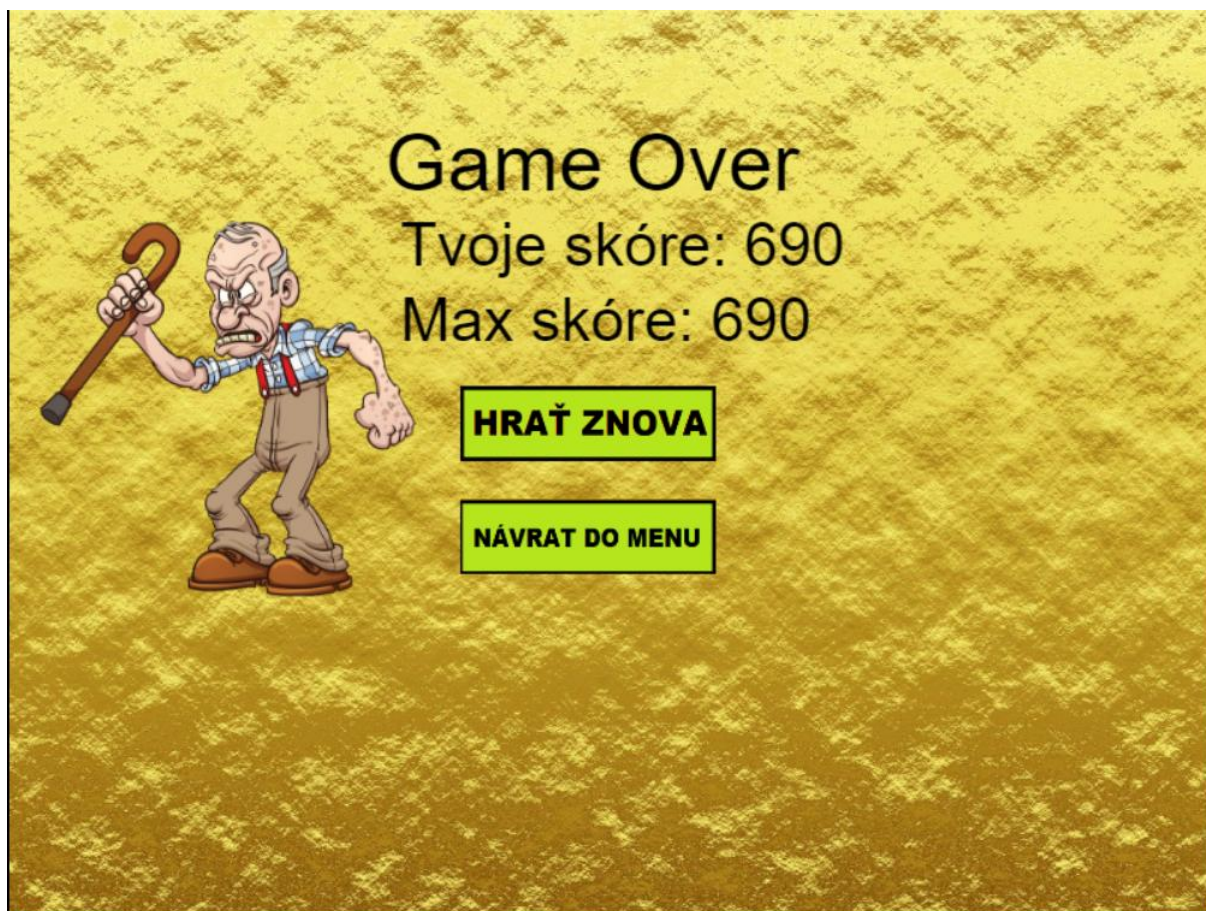 Game Over
Tvoje skóre: 690
Max skóre: 690
HRAŤ ZNOVA
NÁVRAT DO MENU